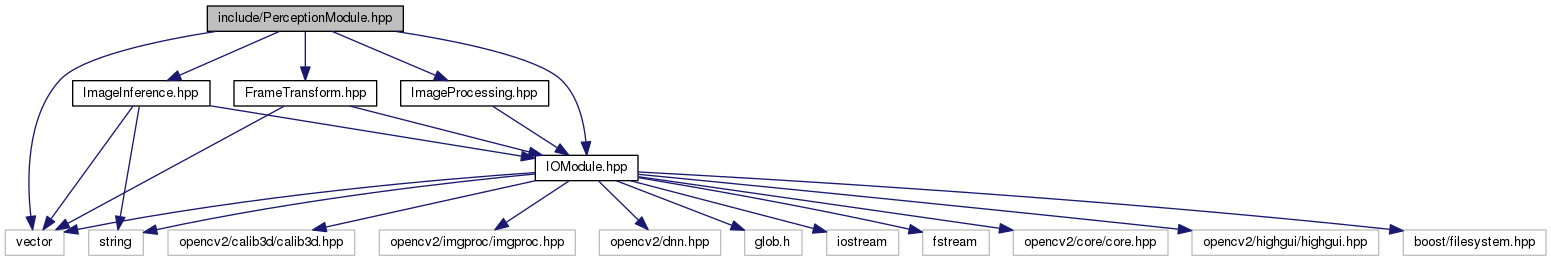 include/PerceptionModule.hpp
ImageInference.hpp
FrameTransform.hpp
ImageProcessing.hpp
IOModule.hpp
vector
string
opencv2/calib3d/calib3d.hpp
opencv2/imgproc/imgproc.hpp
opencv2/dnn.hpp
glob.h
iostream
fstream
opencv2/core/core.hpp
opencv2/highgui/highgui.hpp
boost/filesystem.hpp